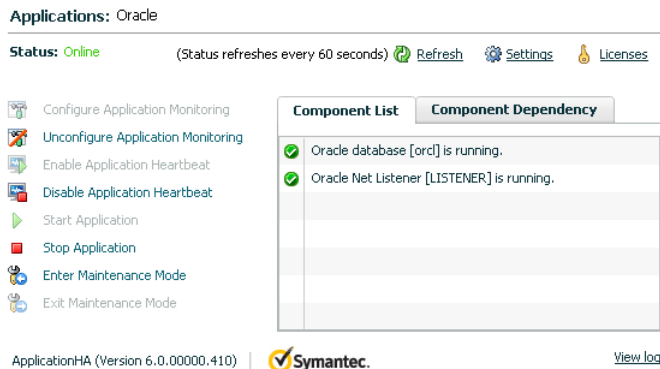 Applications: Oracle
Status: Online (Status refreshes every 60 seconds) Refresh Settings Licenses
Configure Application Monitoring
Unconfigure Application Monitoring
Enable Application Heartbeat
Disable Application Heartbeat
Start Application
Stop Application
Enter Maintenance Mode
Exit Maintenance Mode
Component List Component Dependency
Oracle database [orcl] is running.
Oracle Net Listener [LISTENER] is running.
ApplicationHA (Version 6.0.00000.410) Symantec. View log